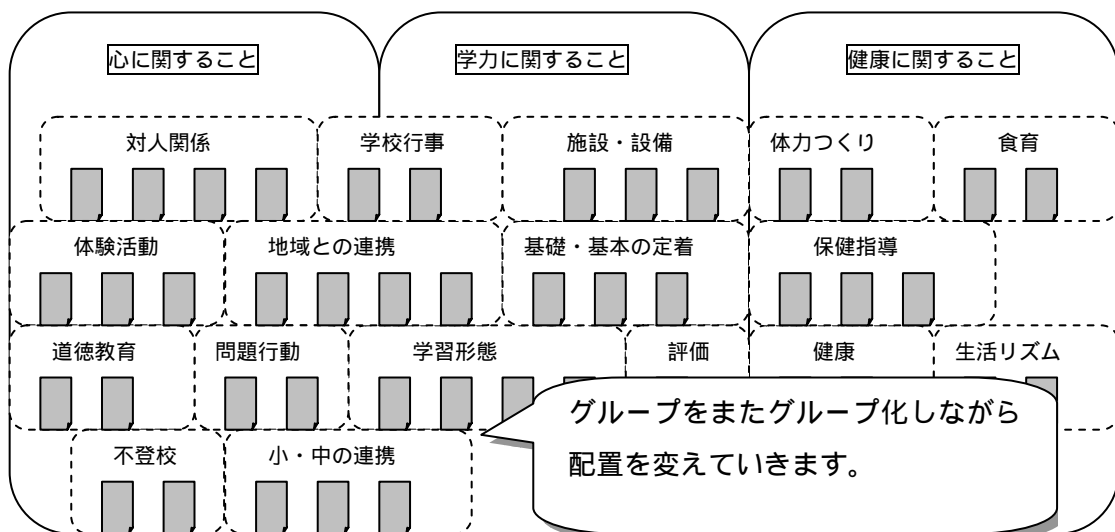 心に関すること
学力に関すること
健康に関すること
対人関係
学校行事
施設・設備
体力つくり
食育
体験活動
地域との連携
基礎・基本の定着
保健指導
道徳教育
問題行動
学習形態
評価
健康
生活リズム
グループをまたグループ化しながら
配置を変えていきます。
不登校
小・中の連携